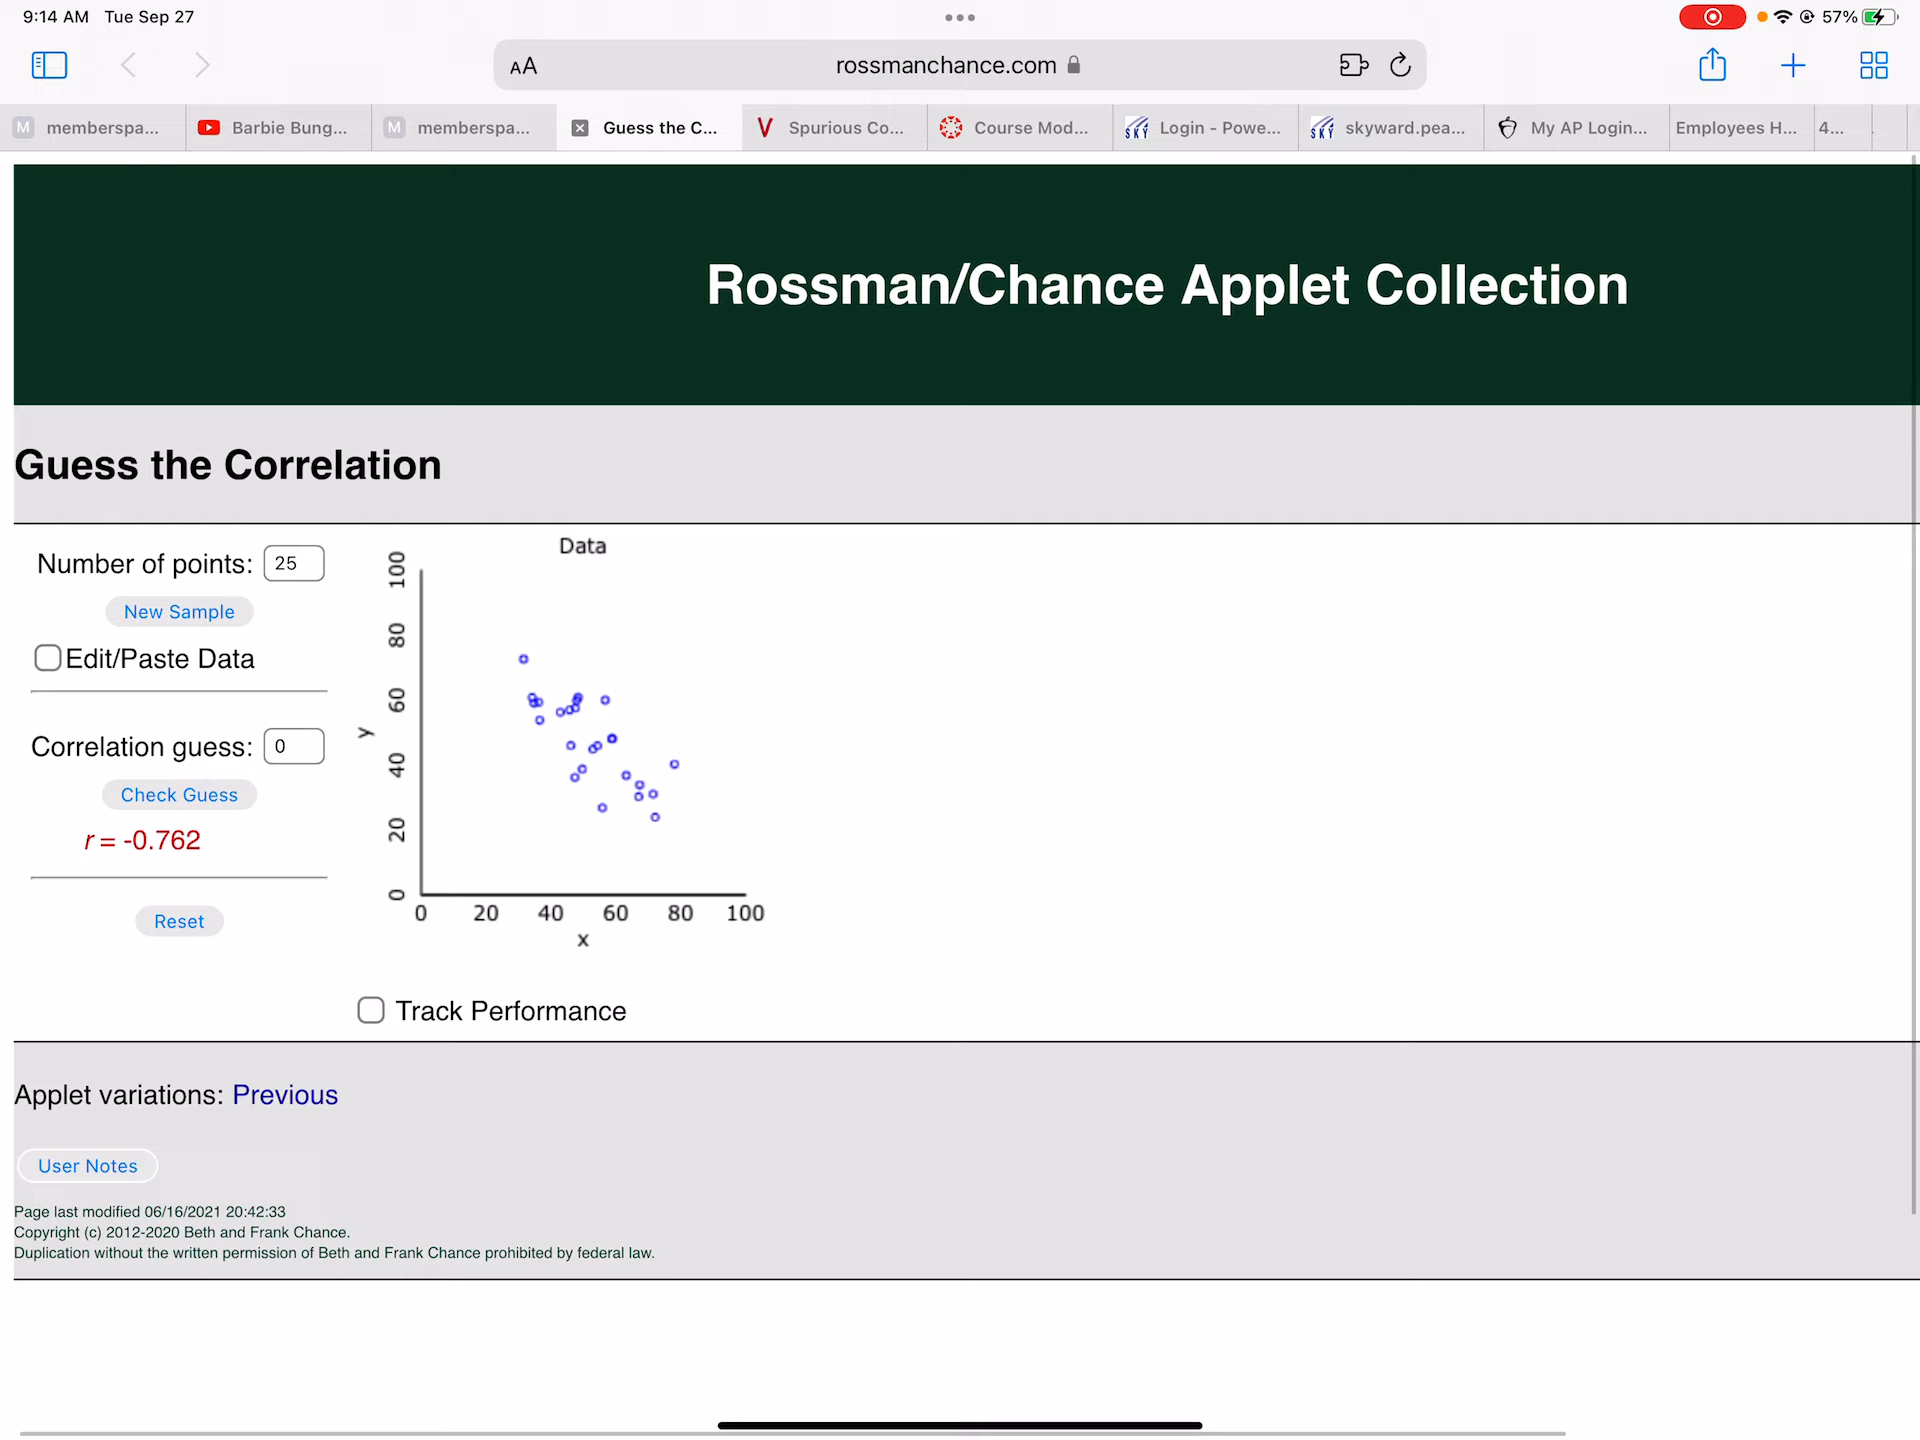 9:14 AM Tue Sep 27
57%
AA rossmanchance.com
memberspa... Barbie Bung... memberspa... Guess the C... Spurious Co... Course Mod... Login - Powe... skyward.pea... My AP Login... Employees H... 4...
Rossman/Chance Applet Collection
Guess the Correlation
Number of points: 25
New Sample
Edit/Paste Data
Correlation guess: 0
Check Guess
r = -0.762
Reset
Data
100
80
60
40
20
0
y
0 20 40 60 80 100
x
Track Performance
Applet variations: Previous
User Notes
Page last modified 06/16/2021 20:42:33
Copyright (c) 2012-2020 Beth and Frank Chance.
Duplication without the written permission of Beth and Frank Chance prohibited by federal law.